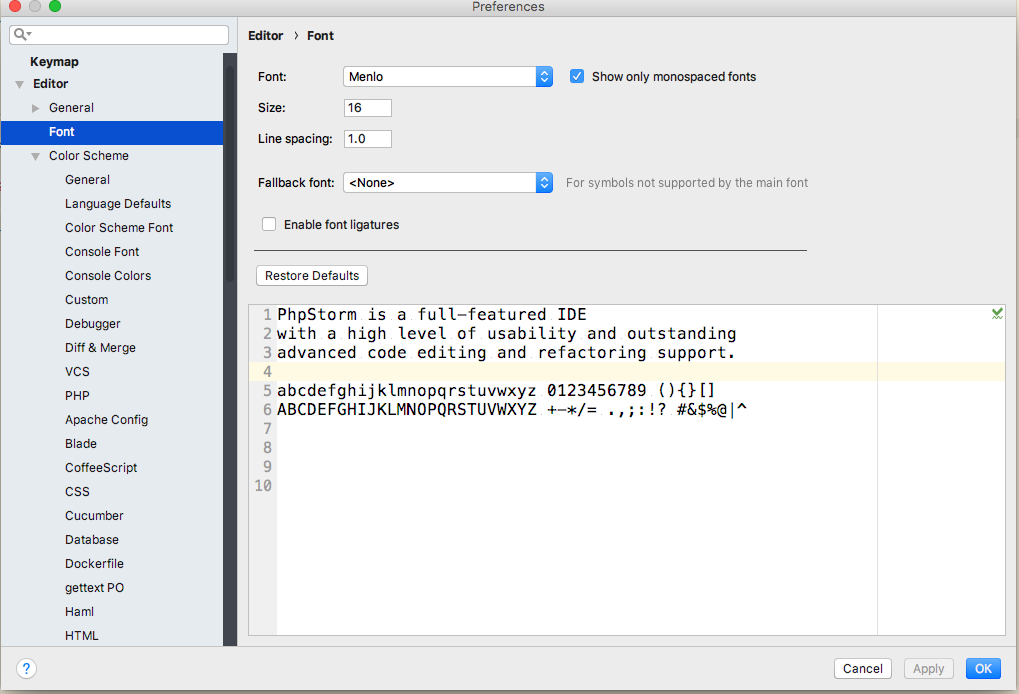 Preferences
Keymap
Editor
General
Font
Color Scheme
General
Language Defaults
Color Scheme Font
Console Font
Console Colors
Custom
Debugger
Diff & Merge
VCS
PHP
Apache Config
Blade
CoffeeScript
CSS
Cucumber
Database
Dockerfile
gettext PO
Haml
HTML
Editor › Font
Font: Menlo Show only monospaced fonts
Size: 16
Line spacing: 1.0
Fallback font: <None> For symbols not supported by the main font
Enable font ligatures
Restore Defaults
1 PhpStorm is a full-featured IDE
2 with a high level of usability and outstanding
3 advanced code editing and refactoring support.
4
5 abcdefghijklmnopqrstuvwxyz 0123456789 (){}[]
6 ABCDEFGHIJKLMNOPQRSTUVWXYZ +-*/= .,;:!? #&$%@|^
7
8
9
10
? Cancel Apply OK